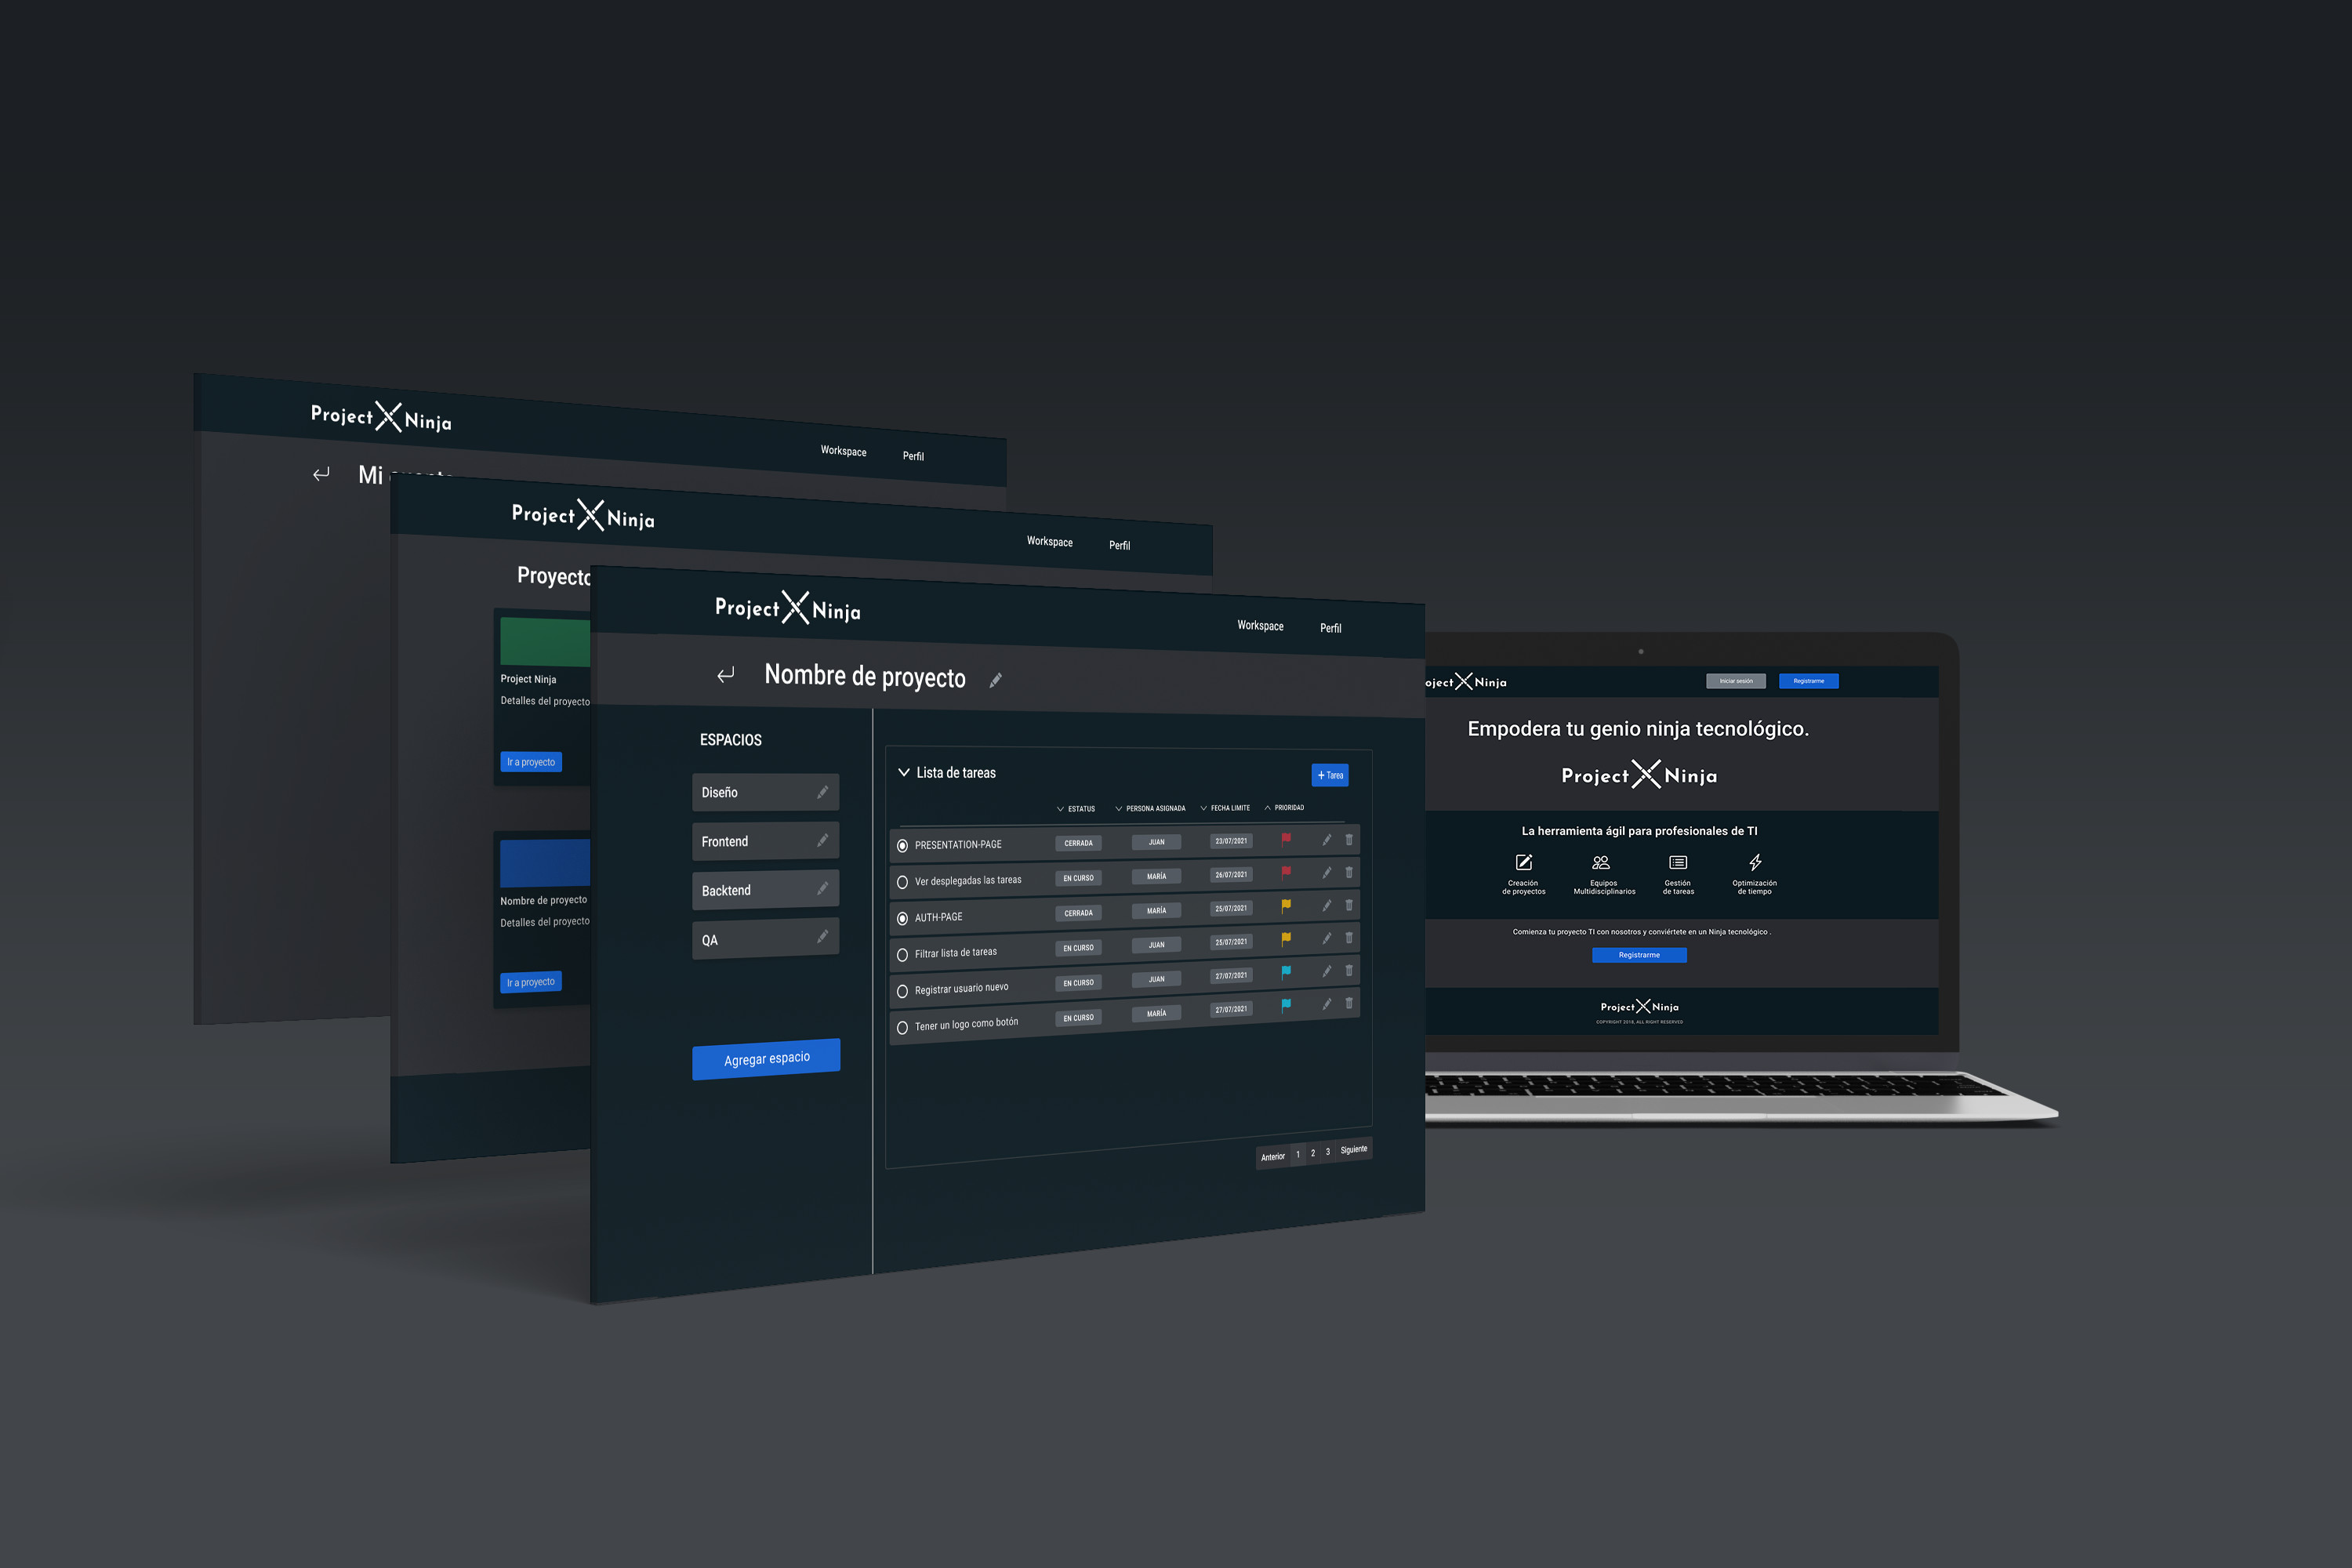 Project Ninja
Workspace Perfil
Mi
Project Ninja
Workspace Perfil
Project Ninja
Detalles del proyecto
Ir a proyecto
Nombre de proyecto
Detalles del proyecto
Ir a proyecto
Project Ninja
Workspace Perfil
Nombre de proyecto
ESPACIOS
Diseño
Frontend
Backtend
QA
Agregar espacio
Lista de tareas
+ Tarea
ESTATUS PERSONA ASIGNADA FECHA LIMITE PRIORIDAD
PRESENTATION-PAGE CERRADA JUAN 23/07/2021
Ver desplegadas las tareas EN CURSO MARÍA 26/07/2021
AUTH-PAGE CERRADA MARÍA 25/07/2021
Filtrar lista de tareas EN CURSO JUAN 25/07/2021
Registrar usuario nuevo EN CURSO JUAN 27/07/2021
Tener un logo como botón EN CURSO MARÍA 27/07/2021
Anterior 1 2 3 Siguiente
oject Ninja
Iniciar sesión Registrarme
Empodera tu genio ninja tecnológico.
Project Ninja
La herramienta ágil para profesionales de TI
Creación
de proyectos
Equipos
Multidisciplinarios
Gestión
de tareas
Optimización
de tiempo
Comienza tu proyecto TI con nosotros y conviértete en un Ninja tecnológico .
Registrarme
Project Ninja
COPYRIGHT 2018, ALL RIGHT RESERVED